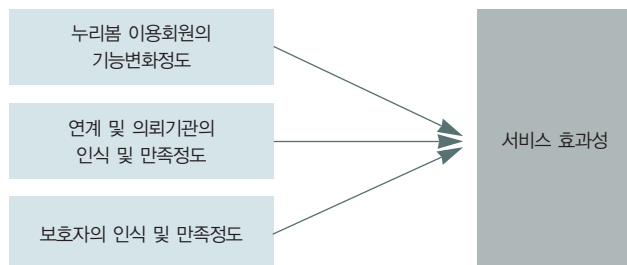 누리봄 이용회원의
기능변화정도
연계 및 의뢰기관의
인식 및 만족정도
보호자의 인식 및 만족정도
서비스 효과성